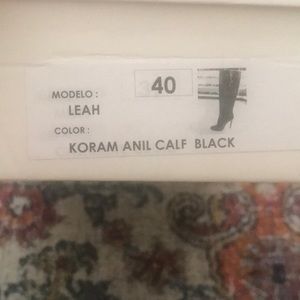 MODELO : 40
LEAH
COLOR :
KORAM ANIL CALF BLACK